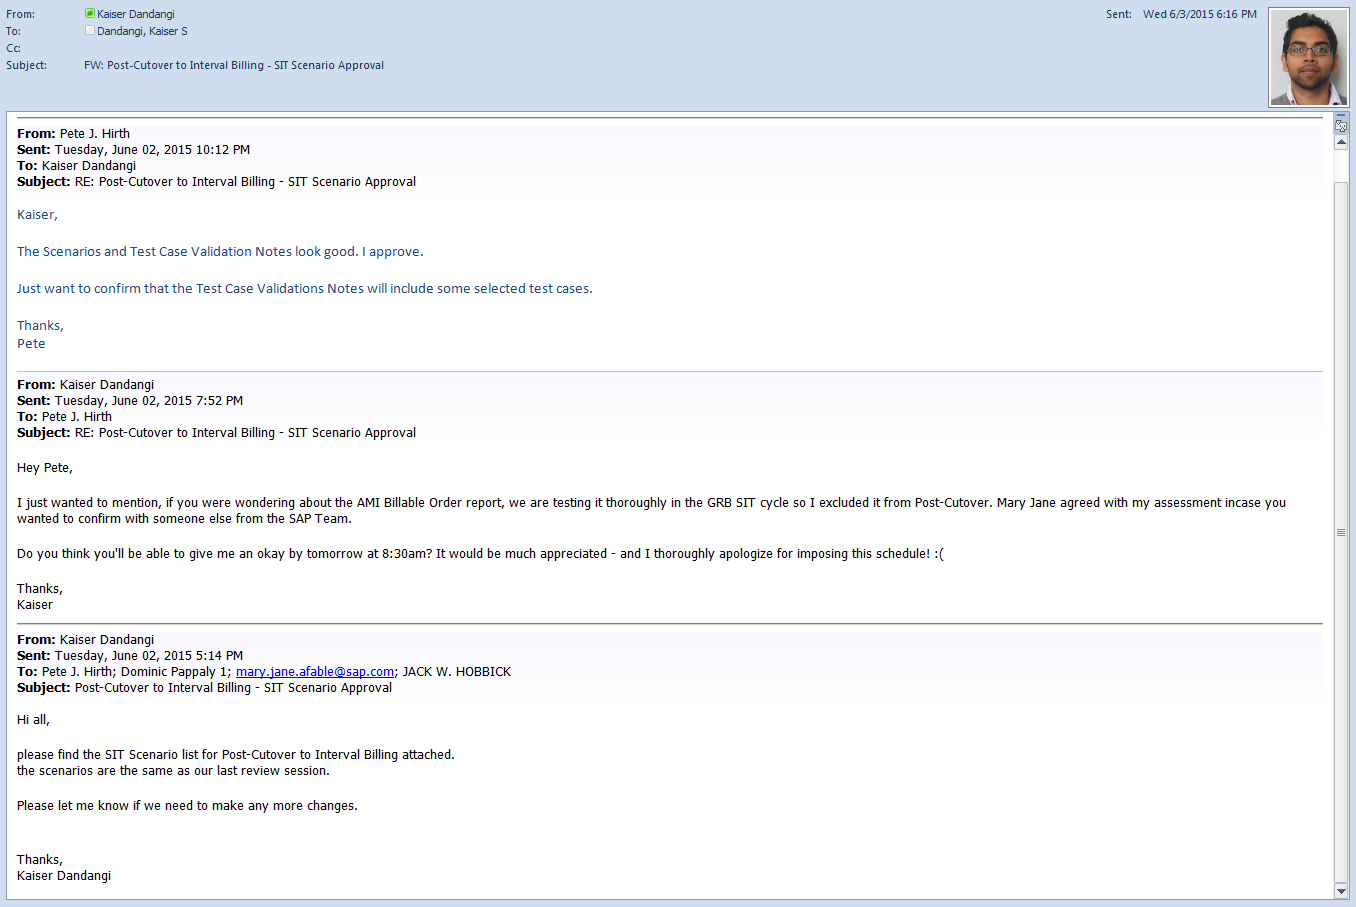 From: Kaiser Dandangi
Sent: Wed 6/3/2015 6:16 PM
To: Dandangi, Kaiser S
Cc:
Subject: FW: Post-Cutover to Interval Billing - SIT Scenario Approval
From: Pete J. Hirth
Sent: Tuesday, June 02, 2015 10:12 PM
To: Kaiser Dandangi
Subject: RE: Post-Cutover to Interval Billing - SIT Scenario Approval
Kaiser,
The Scenarios and Test Case Validation Notes look good. I approve.
Just want to confirm that the Test Case Validations Notes will include some selected test cases.
Thanks,
Pete
From: Kaiser Dandangi
Sent: Tuesday, June 02, 2015 7:52 PM
To: Pete J. Hirth
Subject: RE: Post-Cutover to Interval Billing - SIT Scenario Approval
Hey Pete,
I just wanted to mention, if you were wondering about the AMI Billable Order report, we are testing it thoroughly in the GRB SIT cycle so I excluded it from Post-Cutover. Mary Jane agreed with my assessment incase you
wanted to confirm with someone else from the SAP Team.
Do you think you'll be able to give me an okay by tomorrow at 8:30am? It would be much appreciated - and I thoroughly apologize for imposing this schedule! :(
Thanks,
Kaiser
From: Kaiser Dandangi
Sent: Tuesday, June 02, 2015 5:14 PM
To: Pete J. Hirth; Dominic Pappaly 1; mary.jane.afable@sap.com; JACK W. HOBBICK
Subject: Post-Cutover to Interval Billing - SIT Scenario Approval
Hi all,
please find the SIT Scenario list for Post-Cutover to Interval Billing attached.
the scenarios are the same as our last review session.
Please let me know if we need to make any more changes.
Thanks,
Kaiser Dandangi